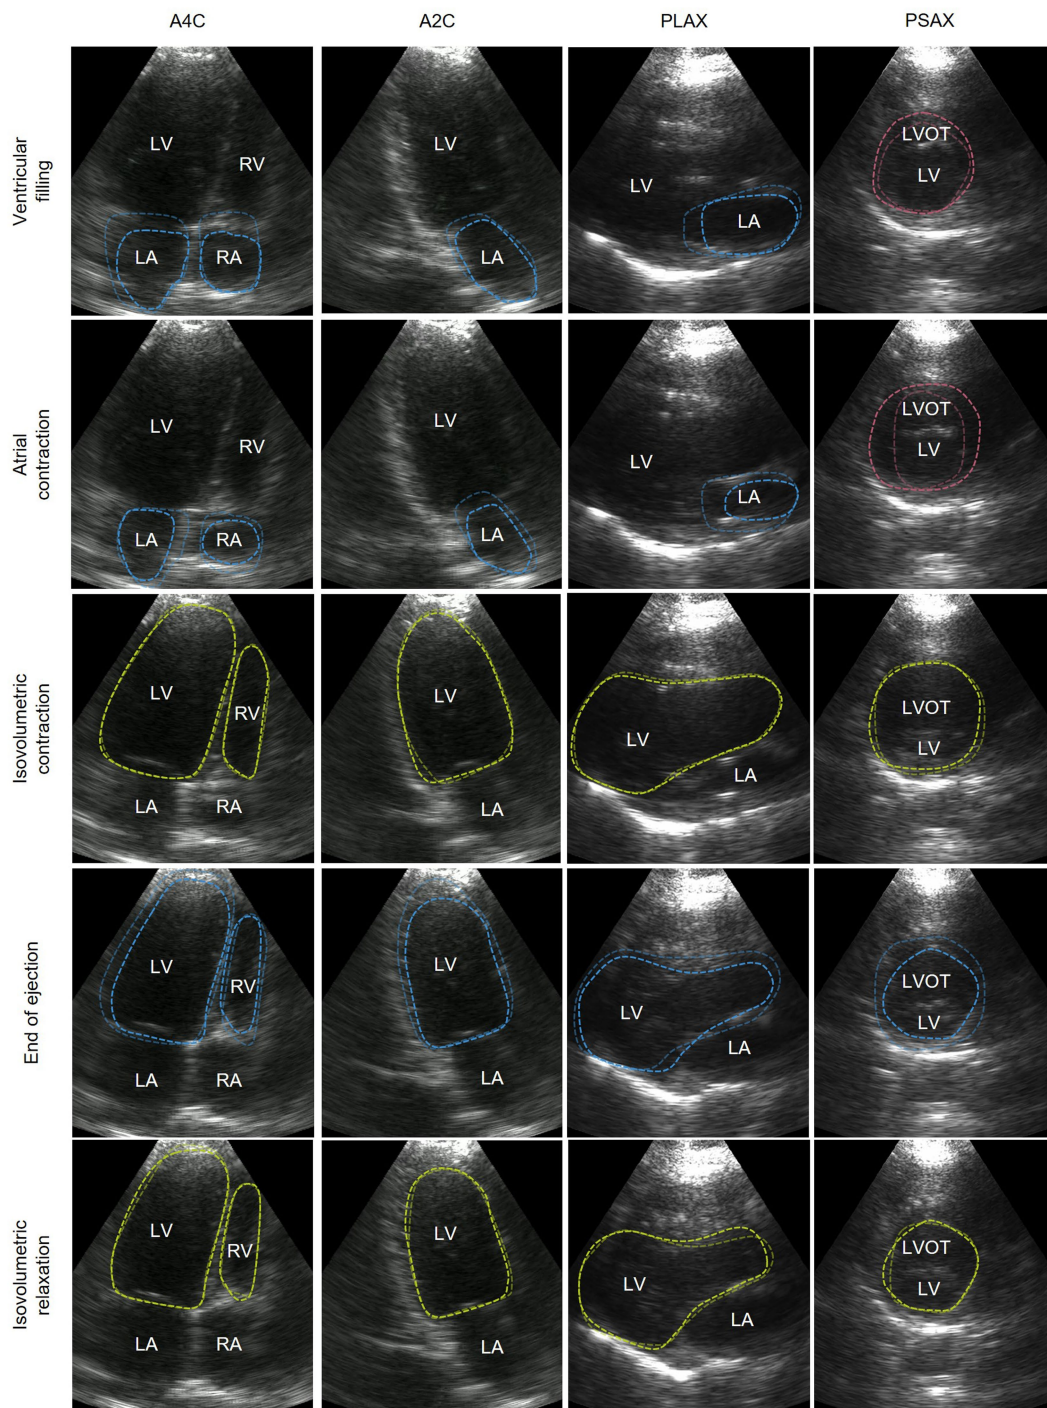 A4C A2C PLAX PSAX
Ventricular
filling
LV RV LA RA
LV LA
LV LA
LVOT LV
Atrial
contraction
LV RV LA RA
LV LA
LV LA
LVOT LV
Isovolumetric
contraction
LV RV LA RA
LV LA
LV LA
LVOT LV
End of ejection
LV RV LA RA
LV LA
LV LA
LVOT LV
Isovolumetric
relaxation
LV RV LA RA
LV LA
LV LA
LVOT LV